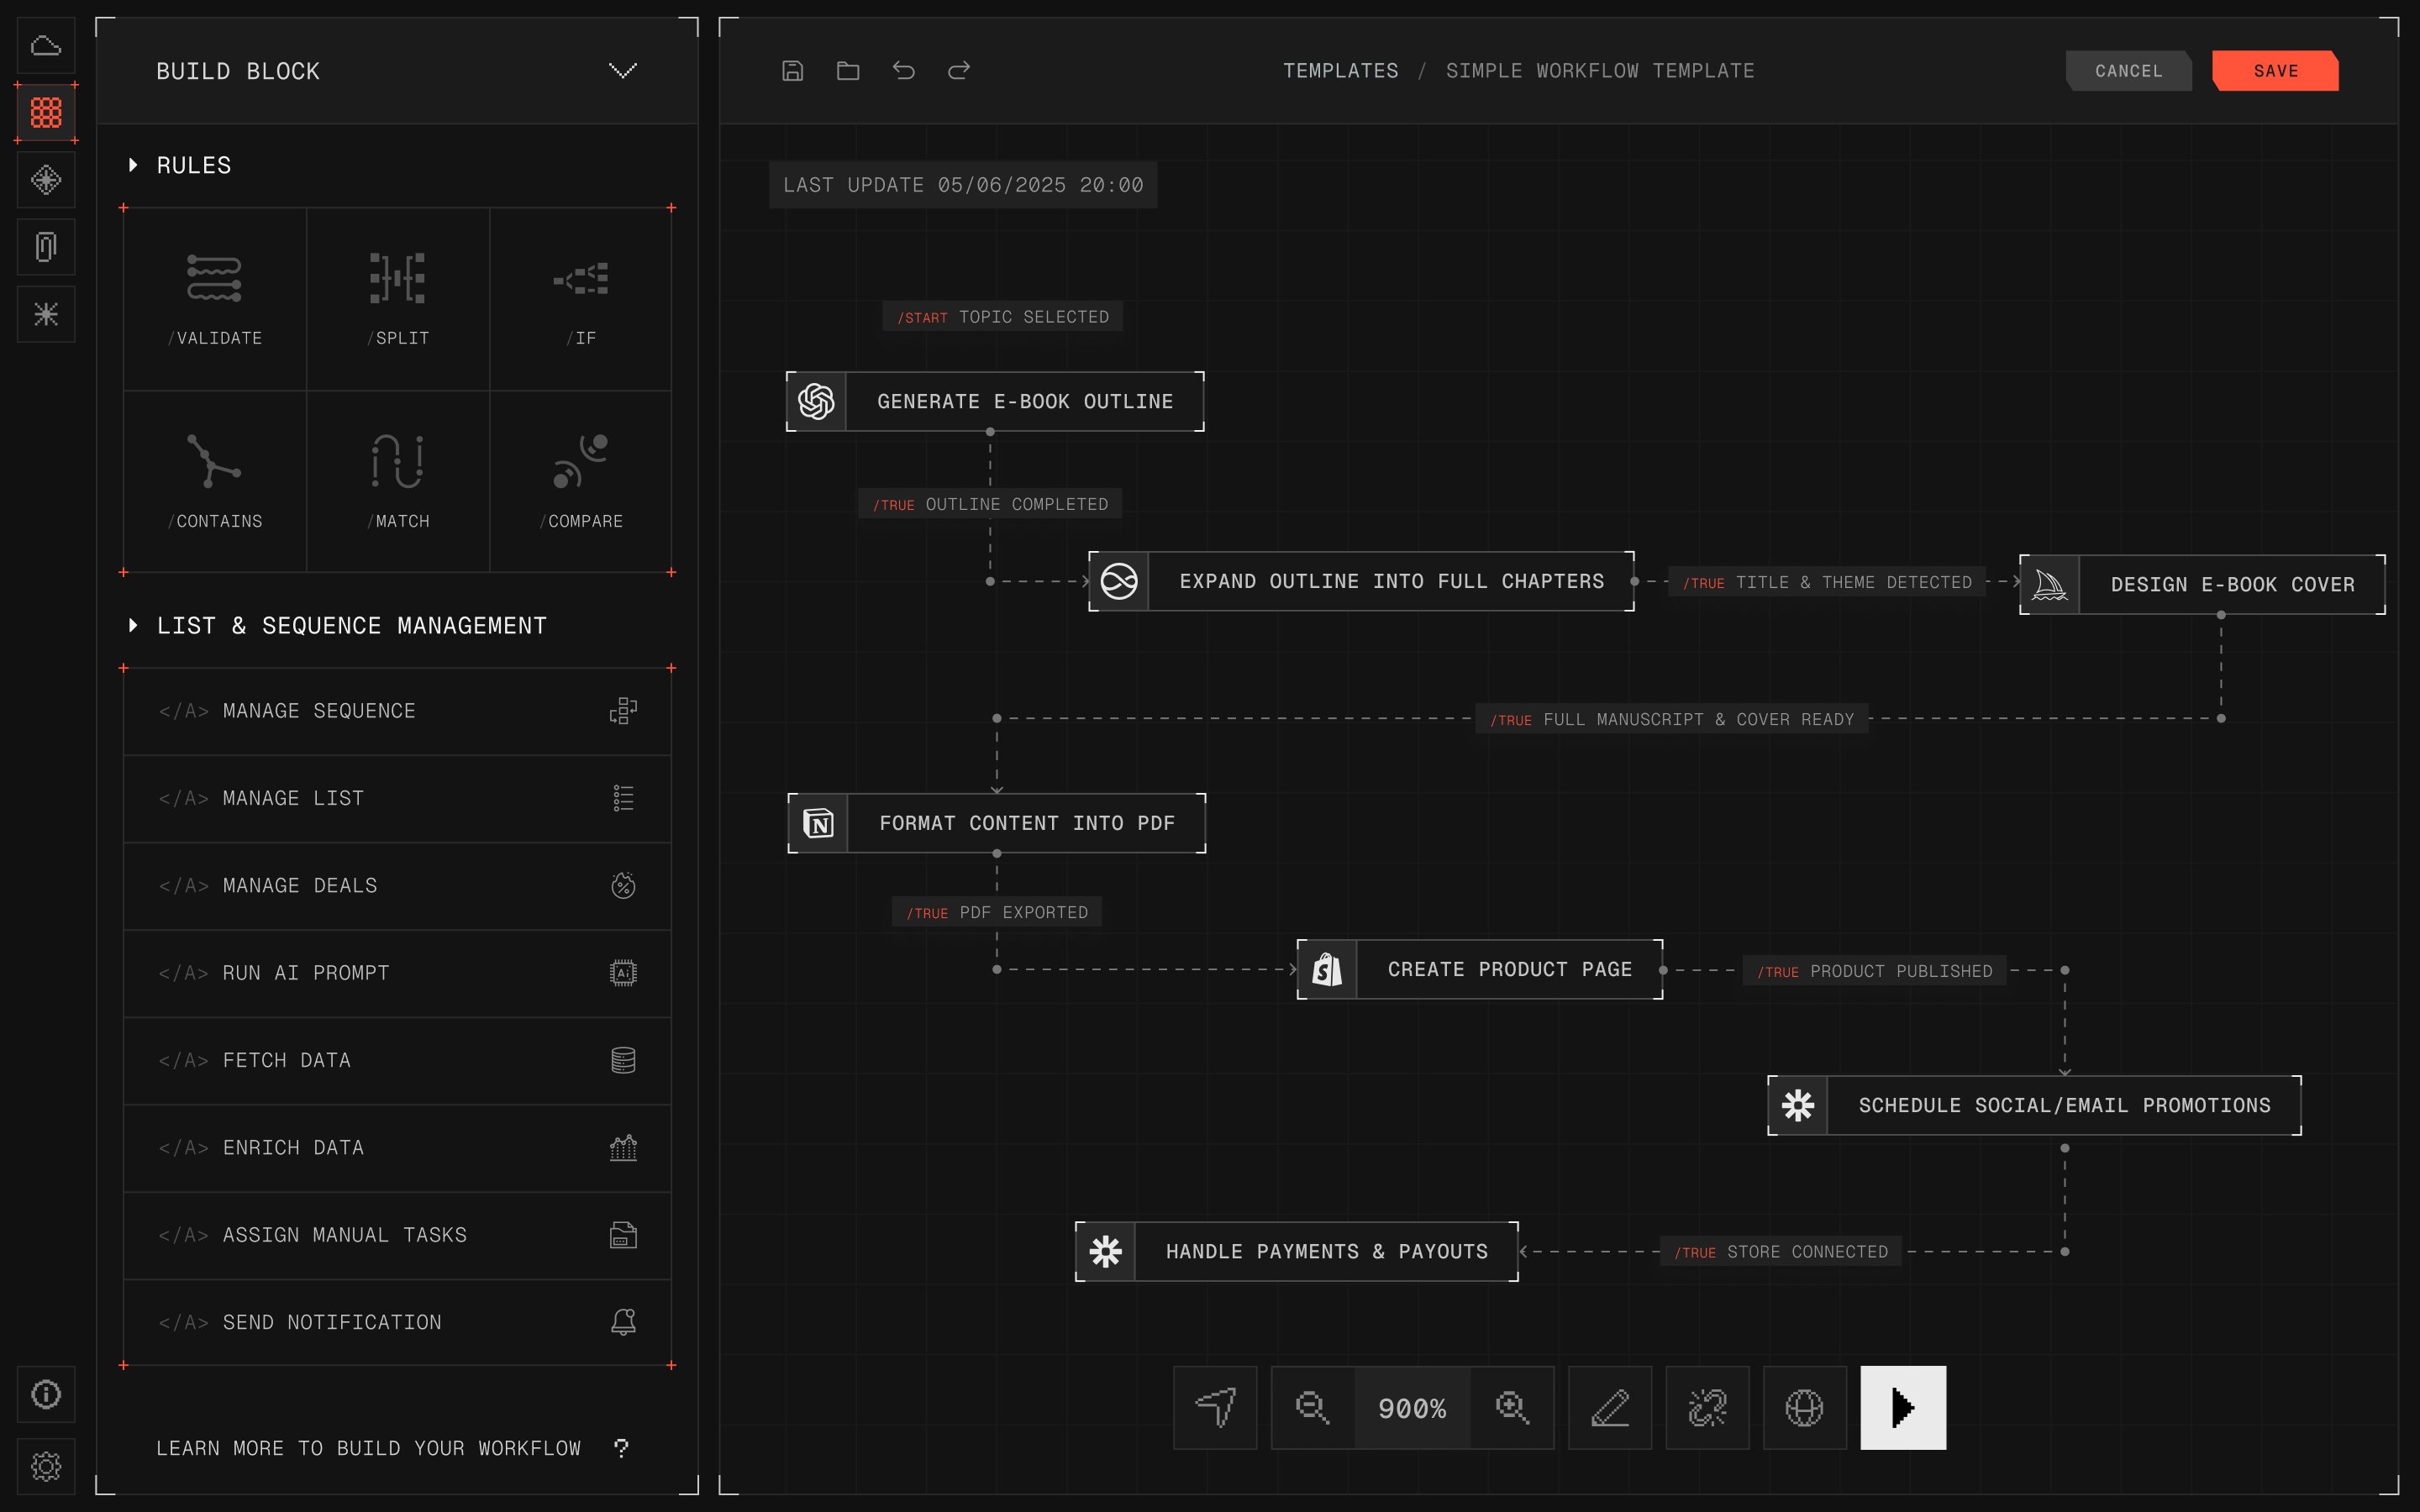 BUILD BLOCK
RULES
/VALIDATE
/SPLIT
/IF
/CONTAINS
/MATCH
/COMPARE
LIST & SEQUENCE MANAGEMENT
</A> MANAGE SEQUENCE
</A> MANAGE LIST
</A> MANAGE DEALS
</A> RUN AI PROMPT
Ai
</A> FETCH DATA
</A> ENRICH DATA
</A> ASSIGN MANUAL TASKS
</A> SEND NOTIFICATION
LEARN MORE TO BUILD YOUR WORKFLOW ?
TEMPLATES / SIMPLE WORKFLOW TEMPLATE
CANCEL
SAVE
LAST UPDATE 05/06/2025 20:00
/START TOPIC SELECTED
GENERATE E-BOOK OUTLINE
/TRUE OUTLINE COMPLETED
EXPAND OUTLINE INTO FULL CHAPTERS
/TRUE TITLE & THEME DETECTED
DESIGN E-BOOK COVER
/TRUE FULL MANUSCRIPT & COVER READY
N
FORMAT CONTENT INTO PDF
/TRUE PDF EXPORTED
S
CREATE PRODUCT PAGE
/TRUE PRODUCT PUBLISHED
SCHEDULE SOCIAL/EMAIL PROMOTIONS
/TRUE STORE CONNECTED
HANDLE PAYMENTS & PAYOUTS
900%